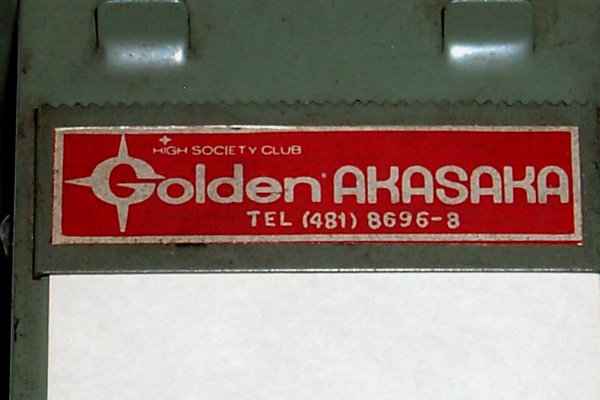 HIGH SOCIETY CLUB
Golden AKASAKA
TEL (481) 8696-8